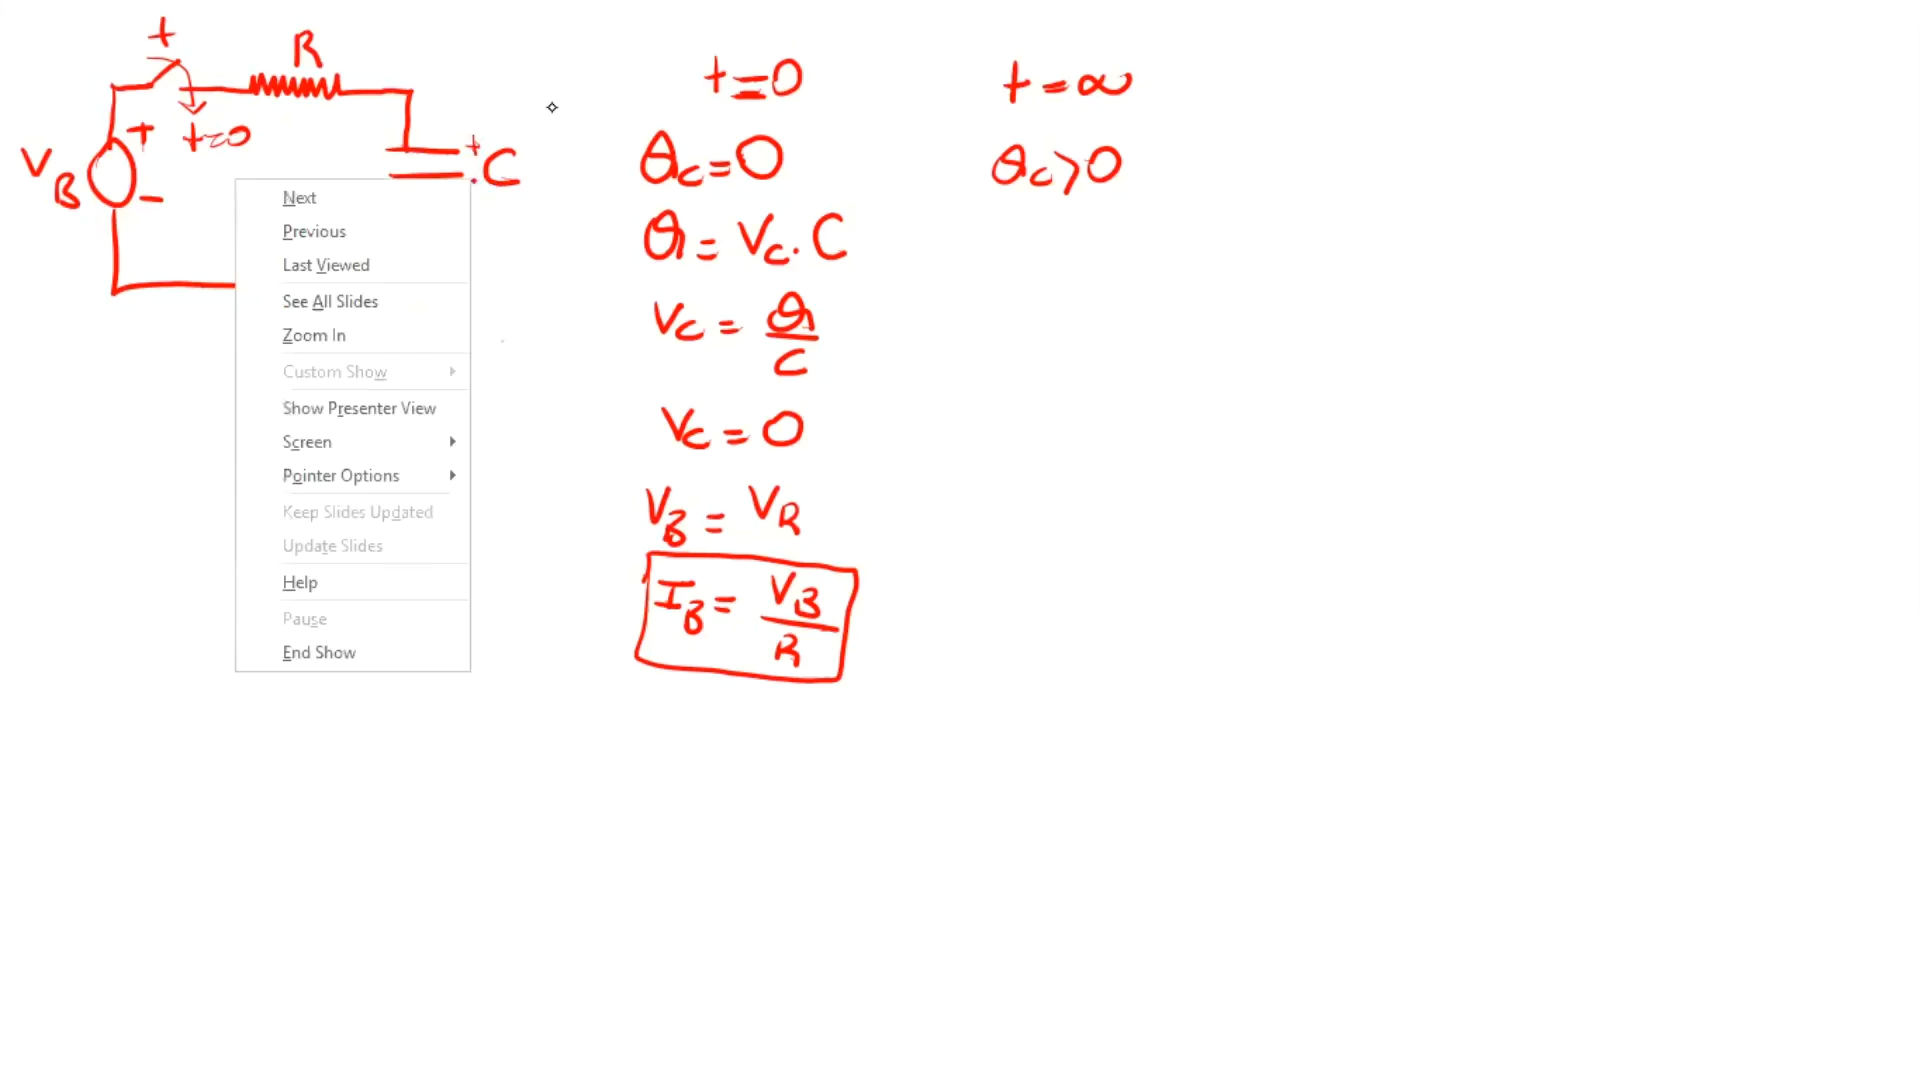 +
R
t=0
V_B
+
-
+
-
C
Next
Previous
Last Viewed
See All Slides
Zoom In
Custom Show
Show Presenter View
Screen
Pointer Options
Keep Slides Updated
Update Slides
Help
Pause
End Show
t=0
Q_C=0
Q=V_C.C
V_C=Q/C
V_C=0
V_B=V_R
I_B=V_B/R
t=∞
Q_C>0